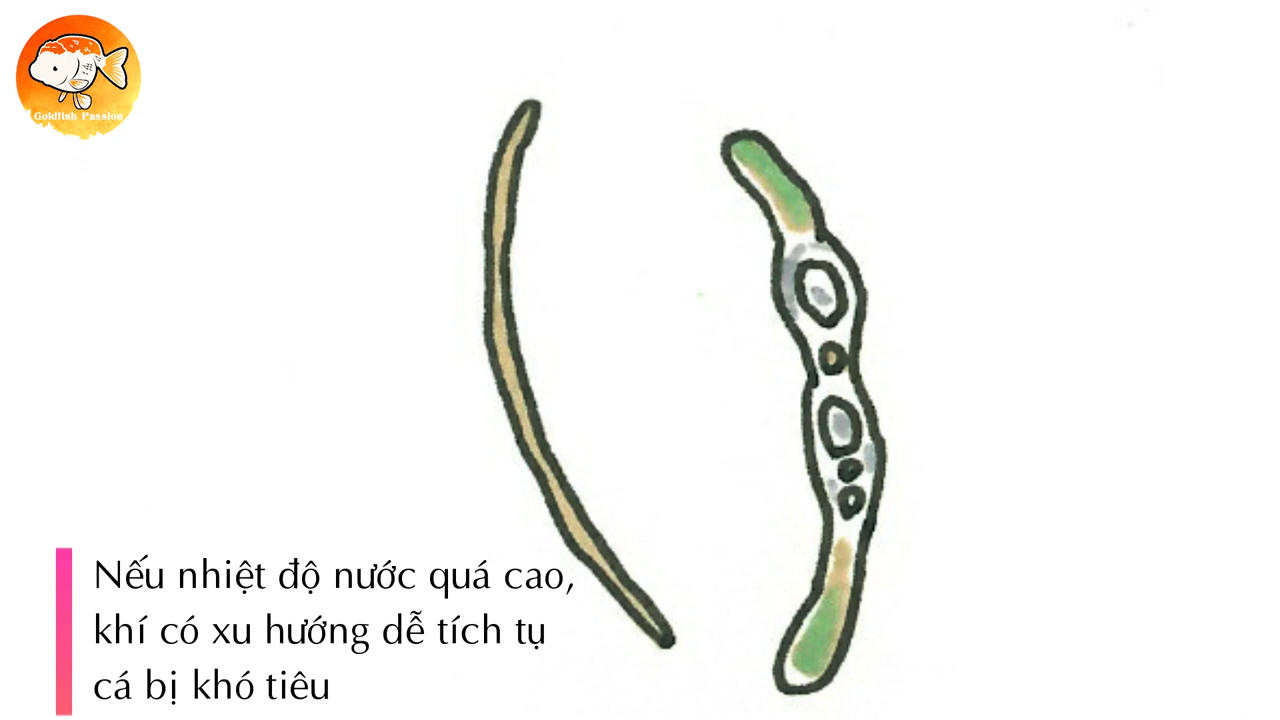 Goldfish Passion
Nếu nhiệt độ nước quá cao,
khí có xu hướng dễ tích tụ
cá bị khó tiêu